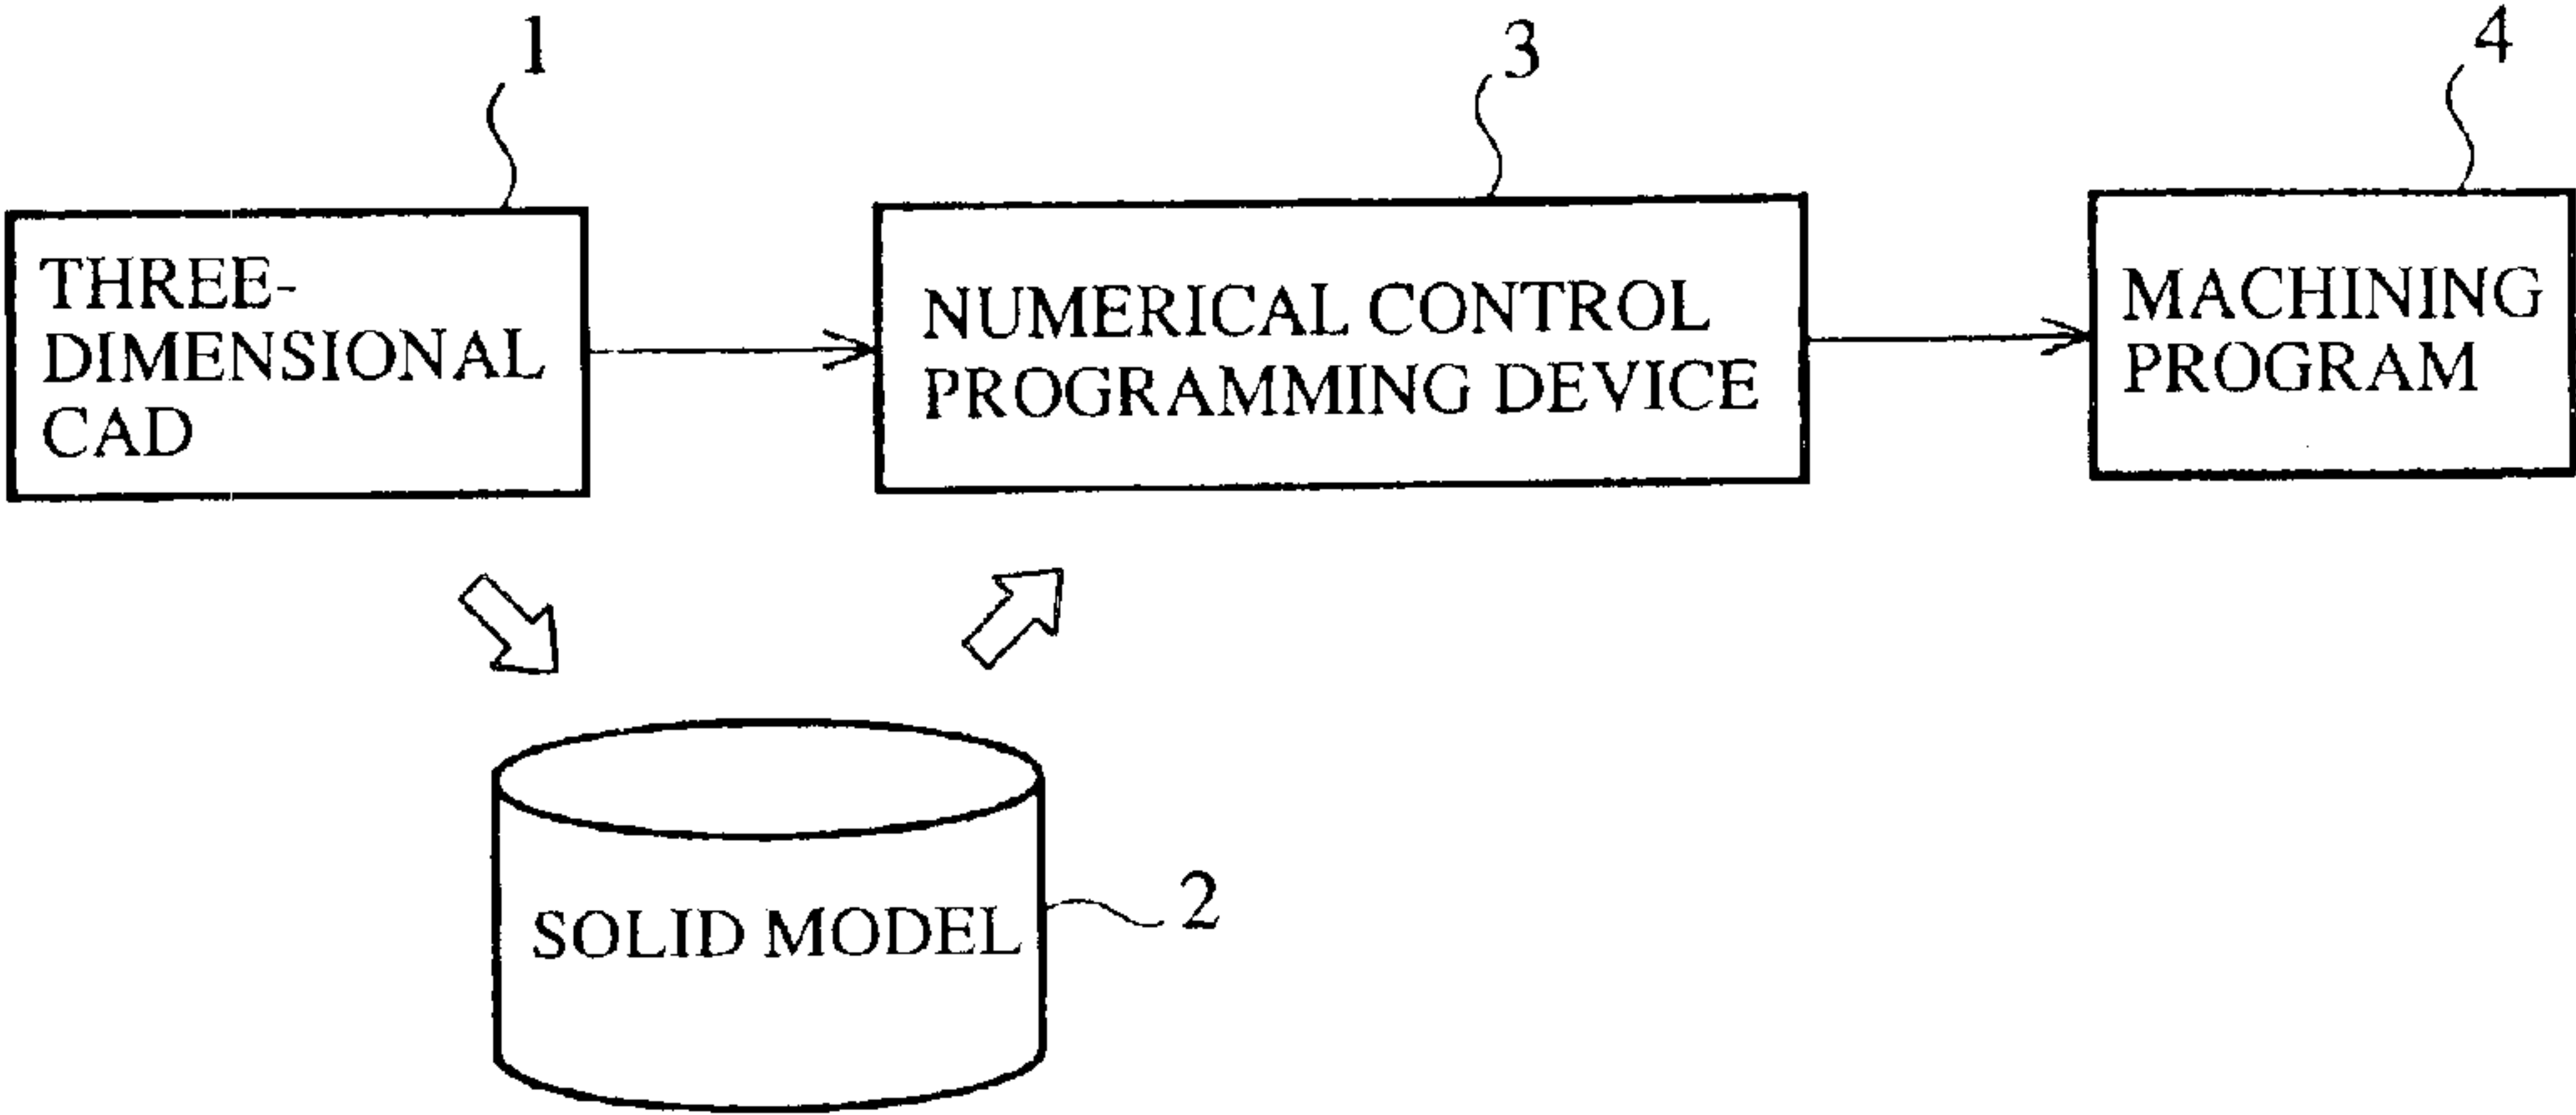 1
3
4
THREE-
DIMENSIONAL
CAD
NUMERICAL CONTROL
PROGRAMMING DEVICE
MACHINING
PROGRAM
SOLID MODEL
2